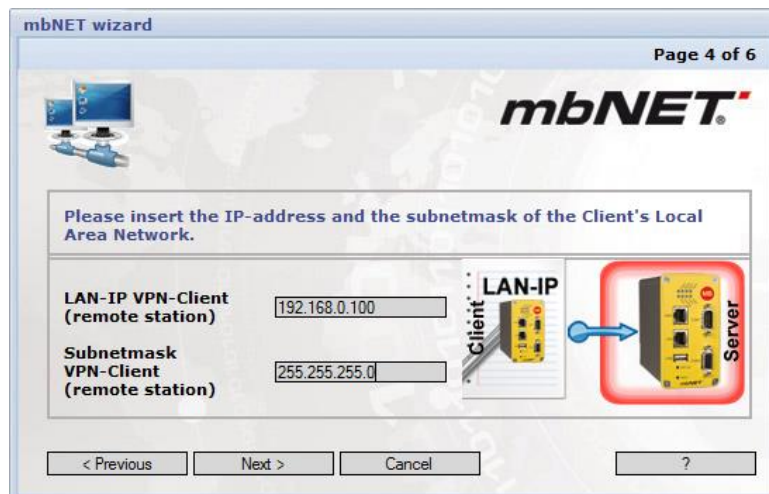 mbNET wizard
Page 4 of 6
mbNET.
Please insert the IP-address and the subnetmask of the Client's Local
Area Network.
LAN-IP VPN-Client
(remote station)
192.168.0.100
Subnetmask
VPN-Client
(remote station)
255.255.255.0
LAN-IP
Client
Server
mbNET
< Previous
Next >
Cancel
?